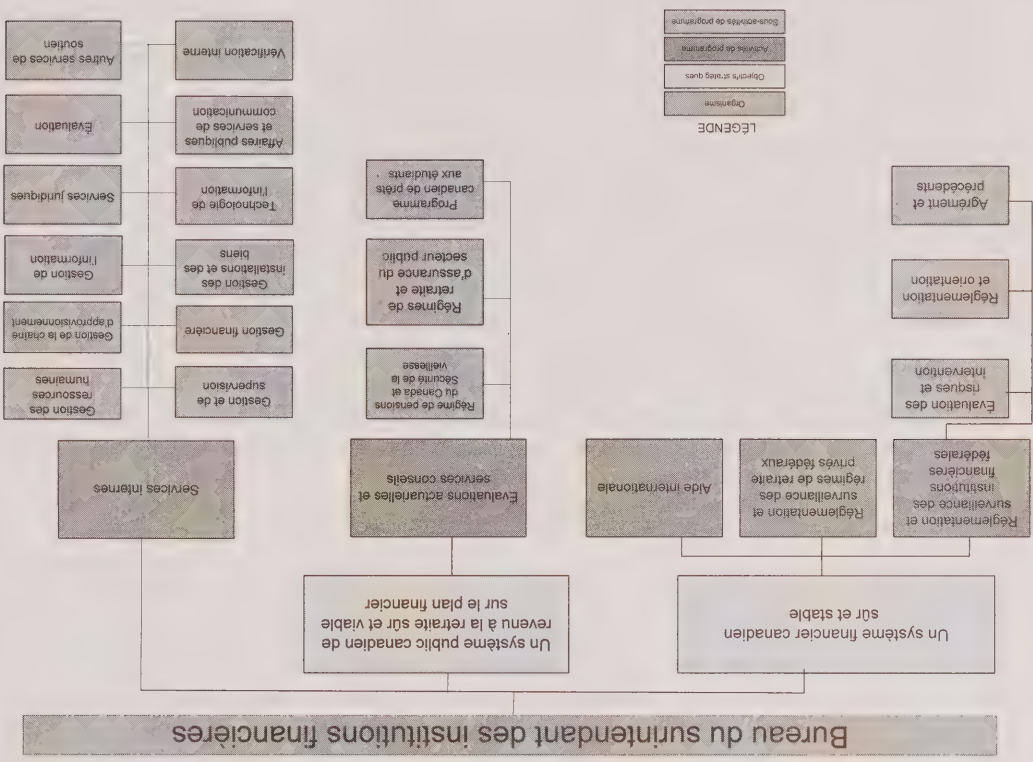 Bureau du surintendant des institutions financières
Un système financier canadien
sûr et stable
Un système public canadien de
revenu à la retraite sûr et viable
sur le plan financier
Réglementation et
surveillance des
institutions
financières
fédérales
Réglementation et
surveillance des
régimes de retraite
privés fédéraux
Aide internationale
Évaluations actuarielles et
services conseils
Services internes
Évaluation des
risques et
intervention
Réglementation
et orientation
Agrément et
précédents
Régime de pensions
du Canada et
Sécurité de la
vieillesse
Régimes de
retraite et
d'assurance du
secteur public
Programme
canadien de prêts
aux étudiants
Gestion et de
supervision
Gestion des
ressources
humaines
Gestion financière
Gestion de la chaîne
d'approvisionnement
Gestion des
installations et des
biens
Gestion de
l'information
Technologie de
l'information
Services juridiques
Affaires publiques
et services de
communication
Évaluation
Vérification interne
Autres services de
soutien
LÉGENDE
Organisme
Objectifs stratégiques
Activités de programme
Sous-activités de programme